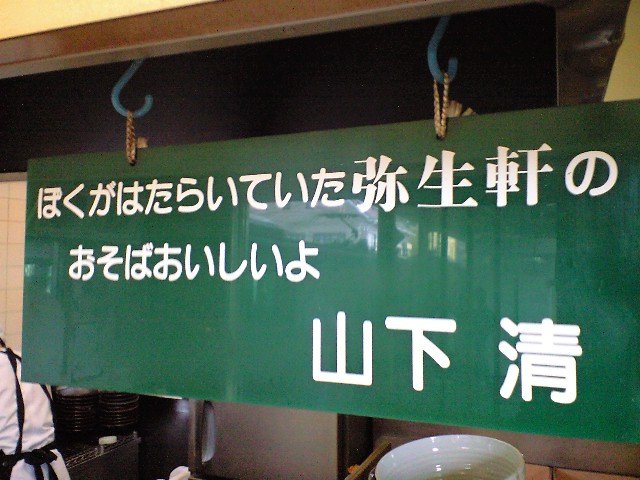 ぼくがはたらいていた弥生軒の
おそばおいしいよ
山下 清